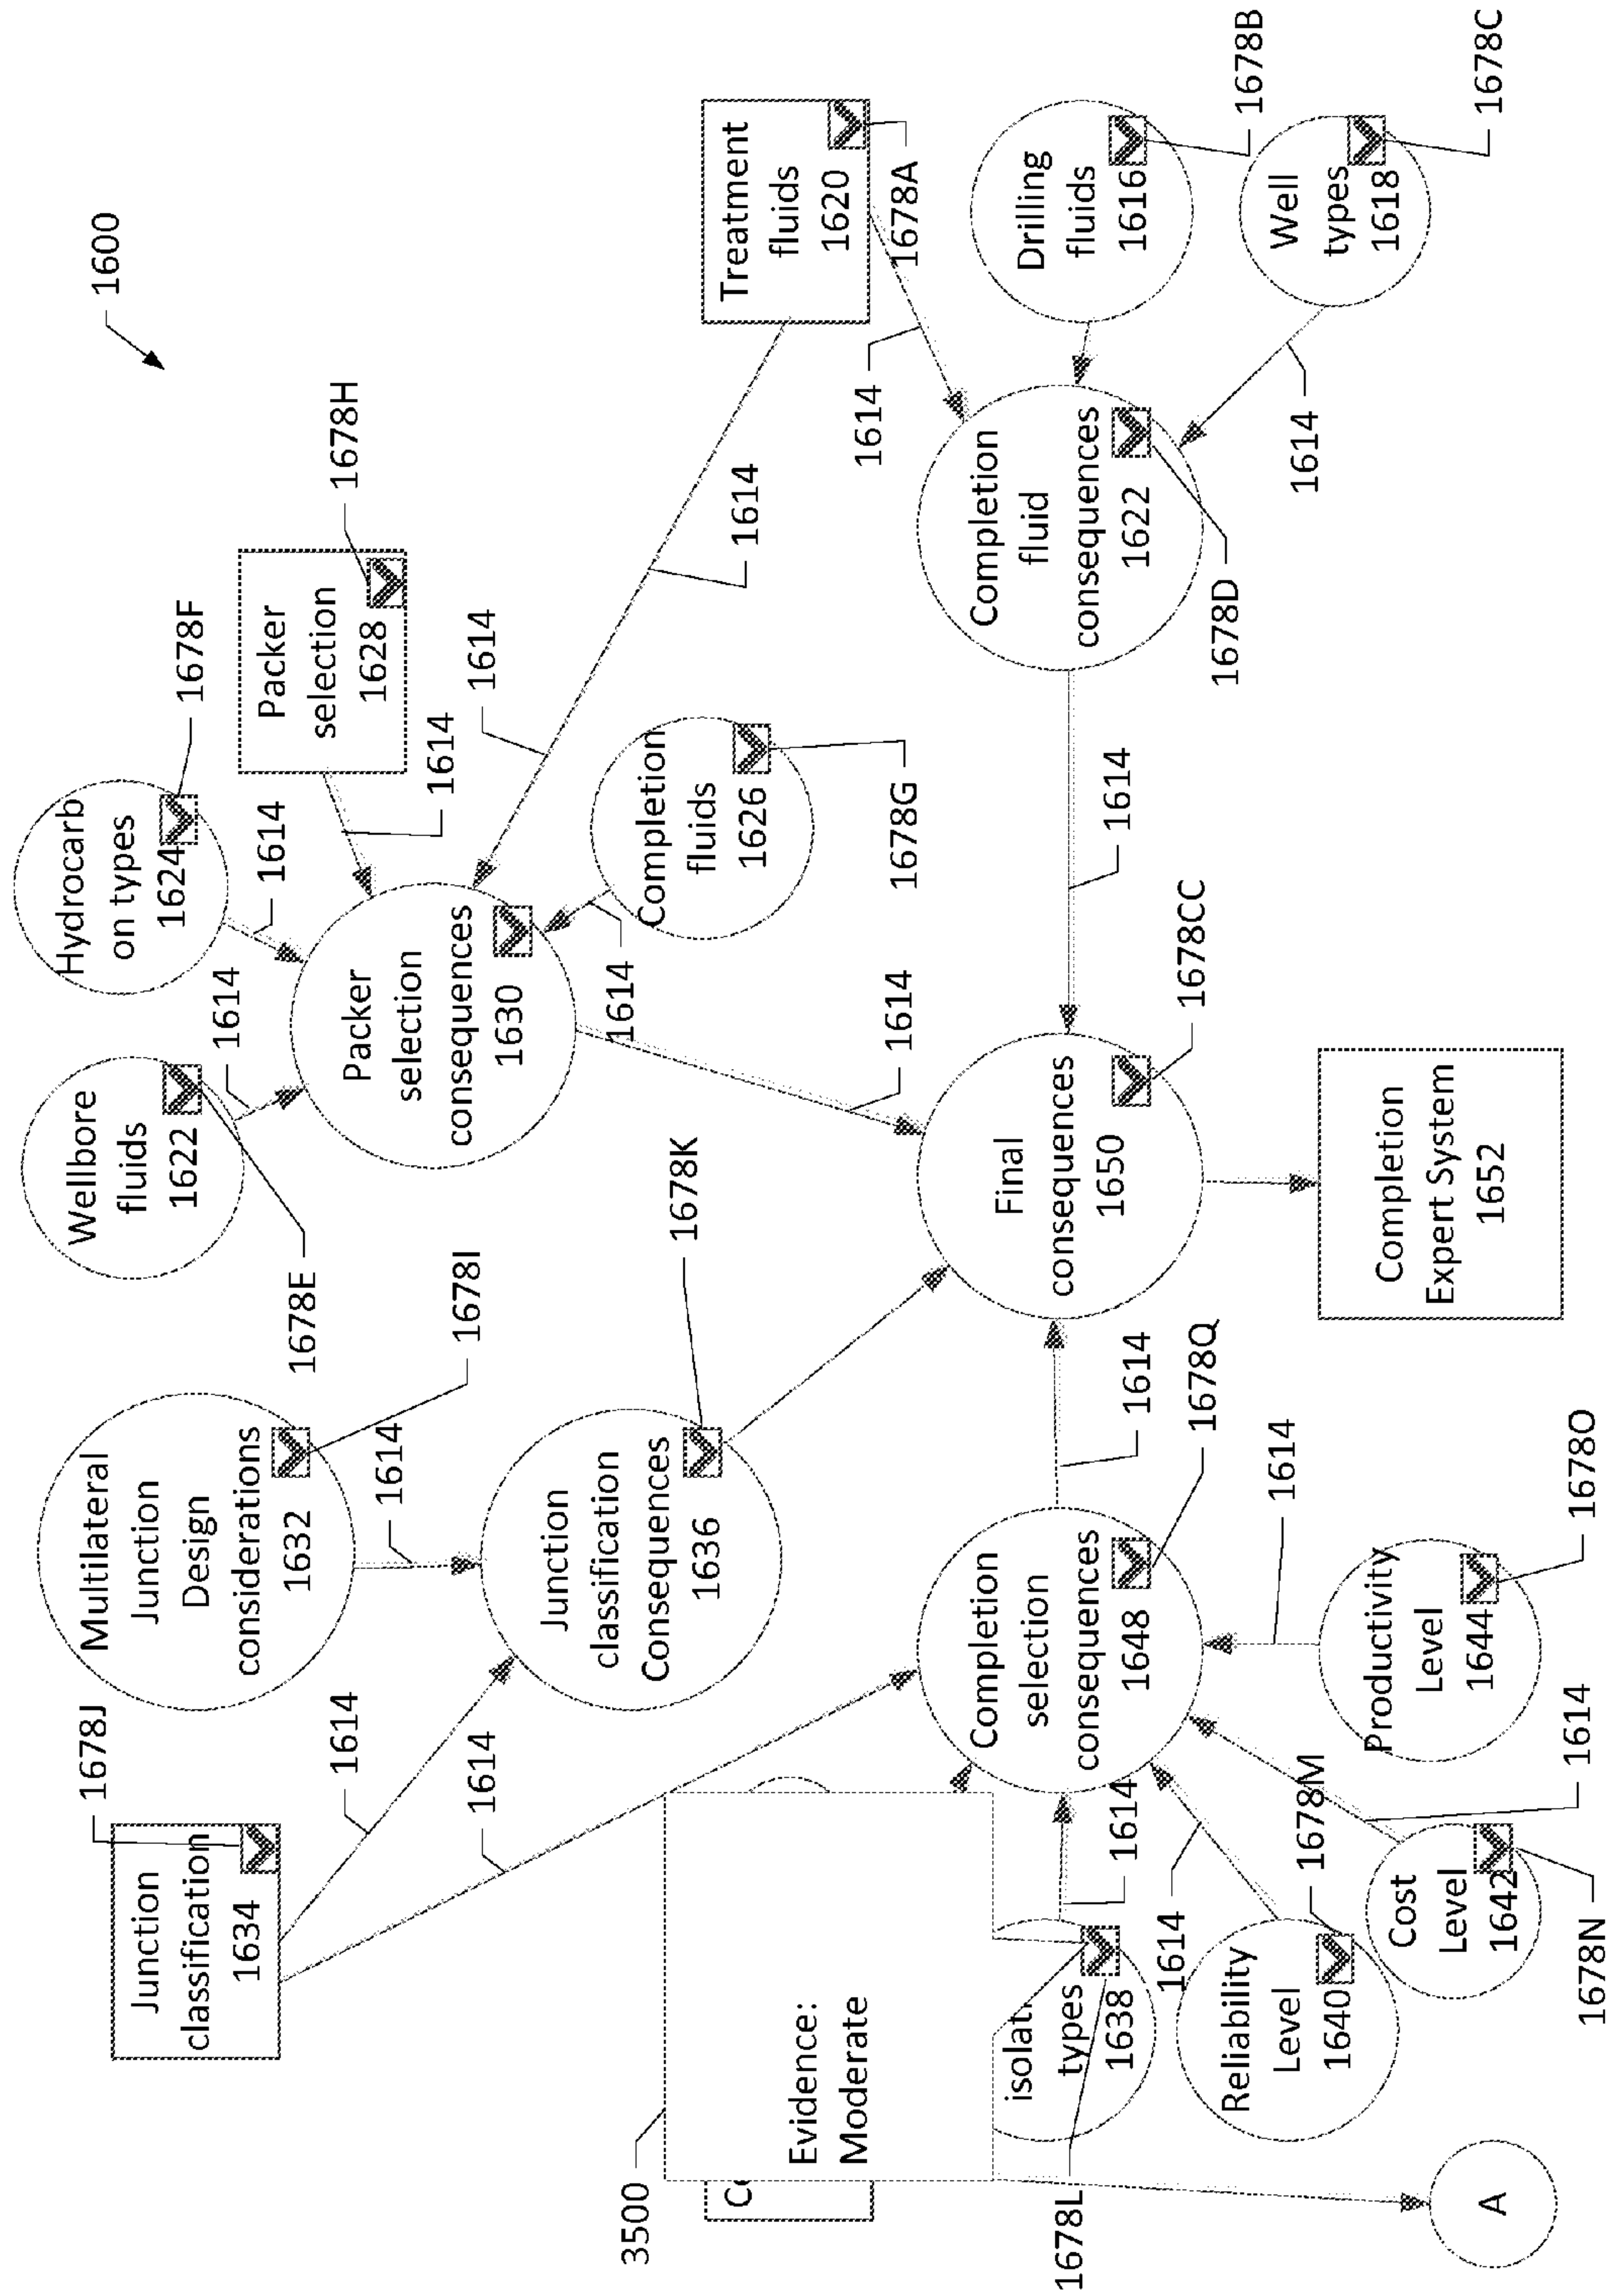 1600
1678J
Junction
classification
1634
Multilateral
Junction
Design
considerations
1632
1678I
Wellbore
fluids
1622
1678E
Hydrocarb
on types
1624
1678F
Packer
selection
1628
1678H
1614
1614
1614
1614
1614
1614
Junction
classification
Consequences
1636
1678K
Packer
selection
consequences
1630
1614
1614
1614
Completion
fluids
1626
1678G
Treatment
fluids
1620
1678A
1614
3500
Evidence:
Moderate
isolati
types
1638
1678L
1614
Reliability
Level
1640
1678M
1614
Cost
Level
1642
1678N
1614
Productivity
Level
1644
1678O
1614
Completion
selection
consequences
1648
1678Q
1614
Final
consequences
1650
1678CC
1614
1614
Completion
fluid
consequences
1622
1678D
Drilling
fluids
1616
1678B
Well
types
1618
1678C
1614
Completion
Expert System
1652
A